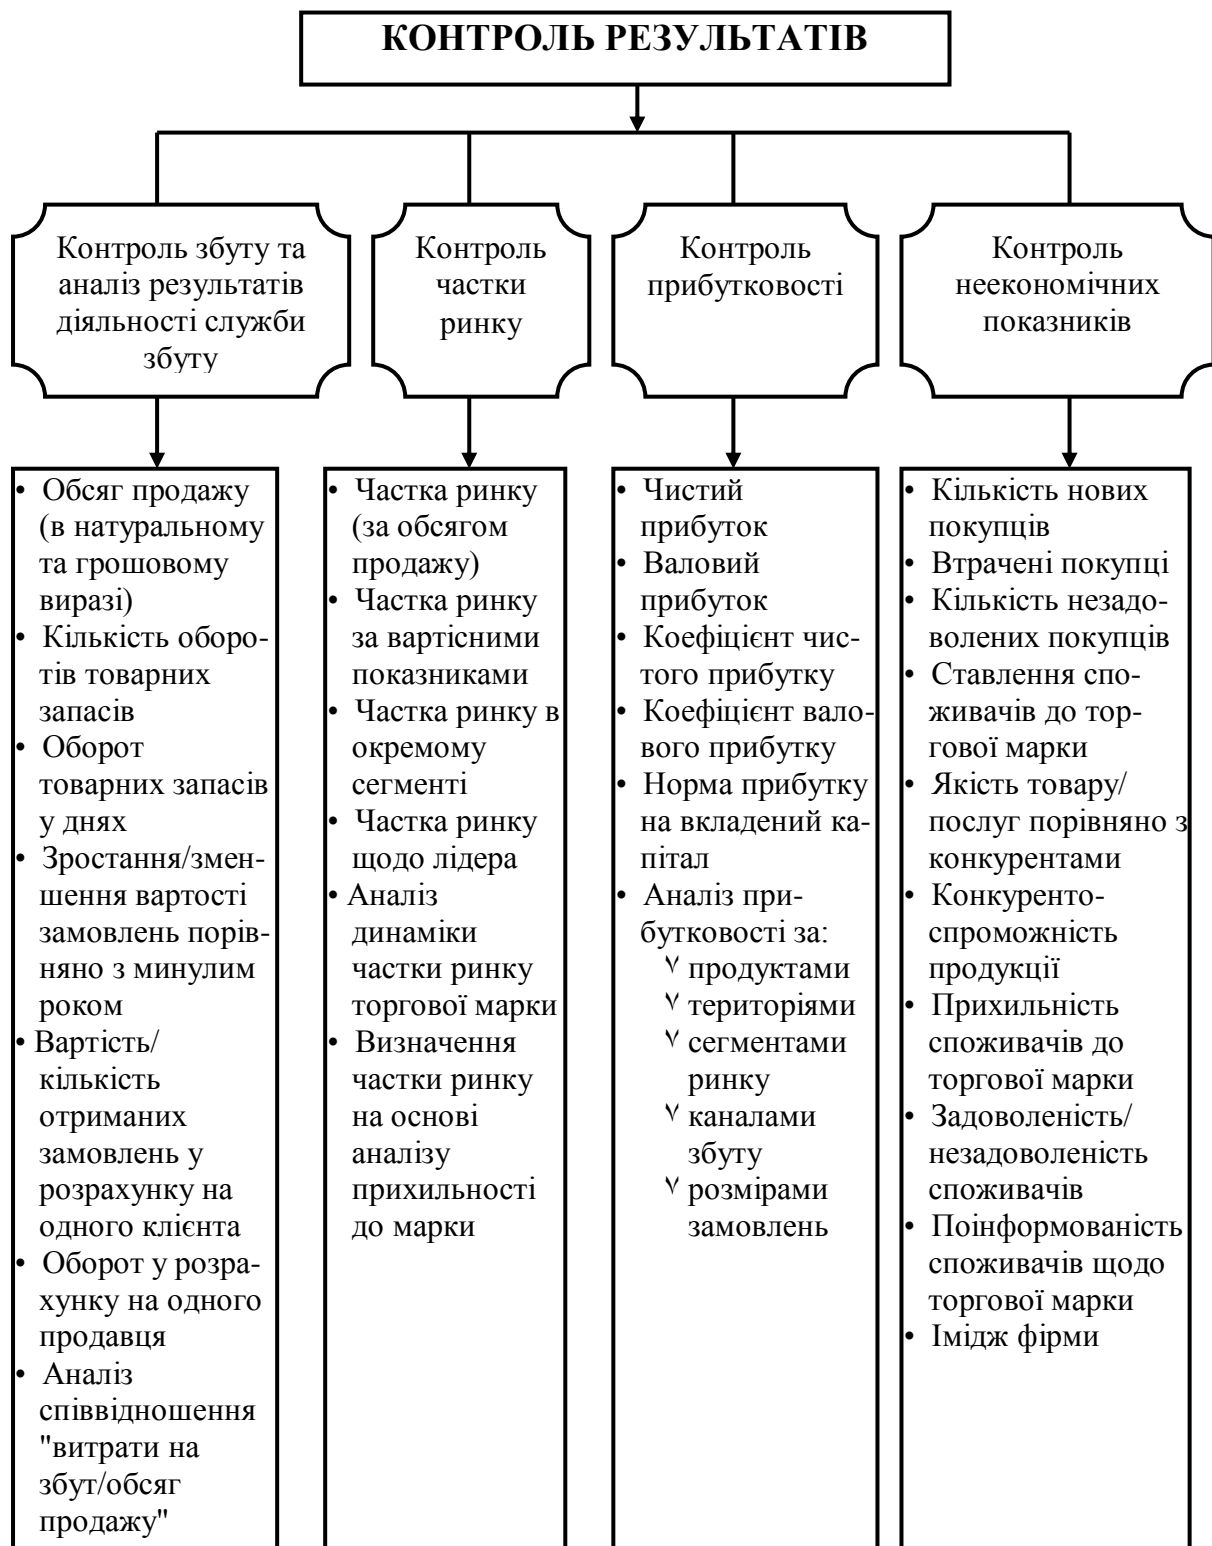 КОНТРОЛЬ РЕЗУЛЬТАТІВ
Контроль збуту та
аналіз результатів
діяльності служби
збуту
Контроль
частки
ринку
Контроль
прибутковості
Контроль
неекономічних
показників
• Обсяг продажу
(в натуральному
та грошовому
виразі)
• Кількість оборо-
тів товарних
запасів
• Оборот
товарних запасів
у днях
• Зростання/змен-
шення вартості
замовлень порів-
няно з минулим
роком
• Вартість/
кількість
отриманих
замовлень у
розрахунку на
одного клієнта
• Оборот у розра-
хунку на одного
продавця
• Аналіз
співвідношення
"витрати на
збут/обсяг
продажу"
• Частка ринку
(за обсягом
продажу)
• Частка ринку
за вартісними
показниками
• Частка ринку в
окремому
сегменті
• Частка ринку
щодо лідера
• Аналіз
динаміки
частки ринку
торгової марки
• Визначення
частки ринку
на основі
аналізу
прихильності
до марки
• Чистий
прибуток
• Валовий
прибуток
• Коефіцієнт чис-
того прибутку
• Коефіцієнт вало-
вого прибутку
• Норма прибутку
на вкладений ка-
пітал
• Аналіз при-
бутковості за:
٧ продуктами
٧ територіями
٧ сегментами
ринку
٧ каналами
збуту
٧ розмірами
замовлень
• Кількість нових
покупців
• Втрачені покупці
• Кількість незадо-
волених покупців
• Ставлення спо-
живачів до тор-
гової марки
• Якість товару/
послуг порівняно з
конкурентами
• Конкуренто-
спроможність
продукції
• Прихильність
споживачів до
торгової марки
• Задоволеність/
незадоволеність
споживачів
• Поінформованість
споживачів щодо
торгової марки
• Імідж фірми